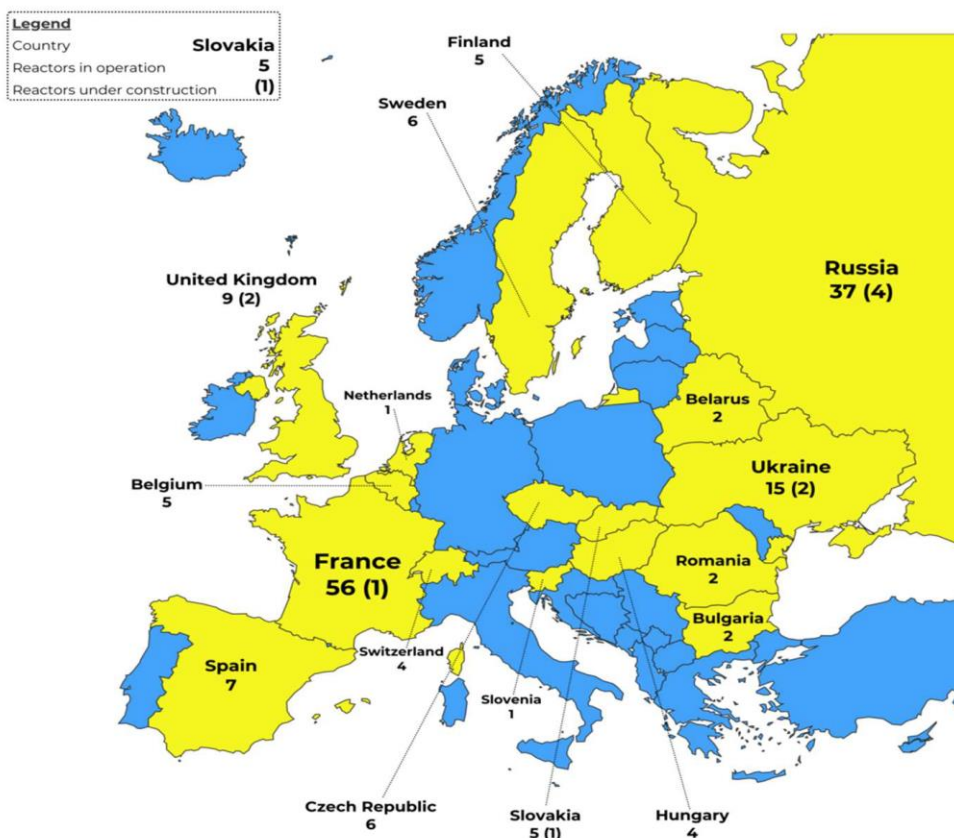 Legend
Country Slovakia
Reactors in operation 5
Reactors under construction (1)
Finland
5
Sweden
6
United Kingdom
9 (2)
Russia
37 (4)
Netherlands
1
Belarus
2
Belgium
5
Ukraine
15 (2)
France
56 (1)
Romania
2
Bulgaria
2
Switzerland
4
Spain
7
Slovenia
1
Czech Republic
6
Slovakia
5 (1)
Hungary
4